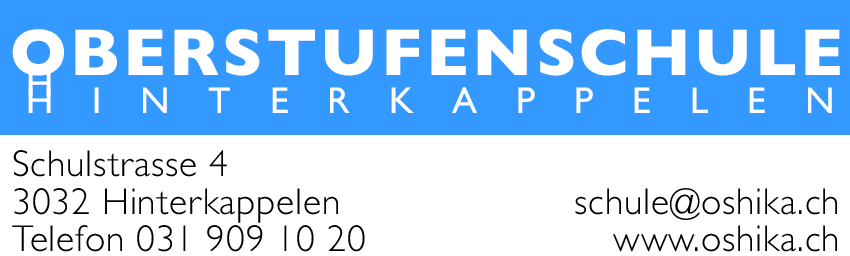 OBERSTUFENSCHULE
HINTERKAPPELEN
Schulstrasse 4
3032 Hinterkappelen
schule@oshika.ch
Telefon 031 909 10 20
www.oshika.ch